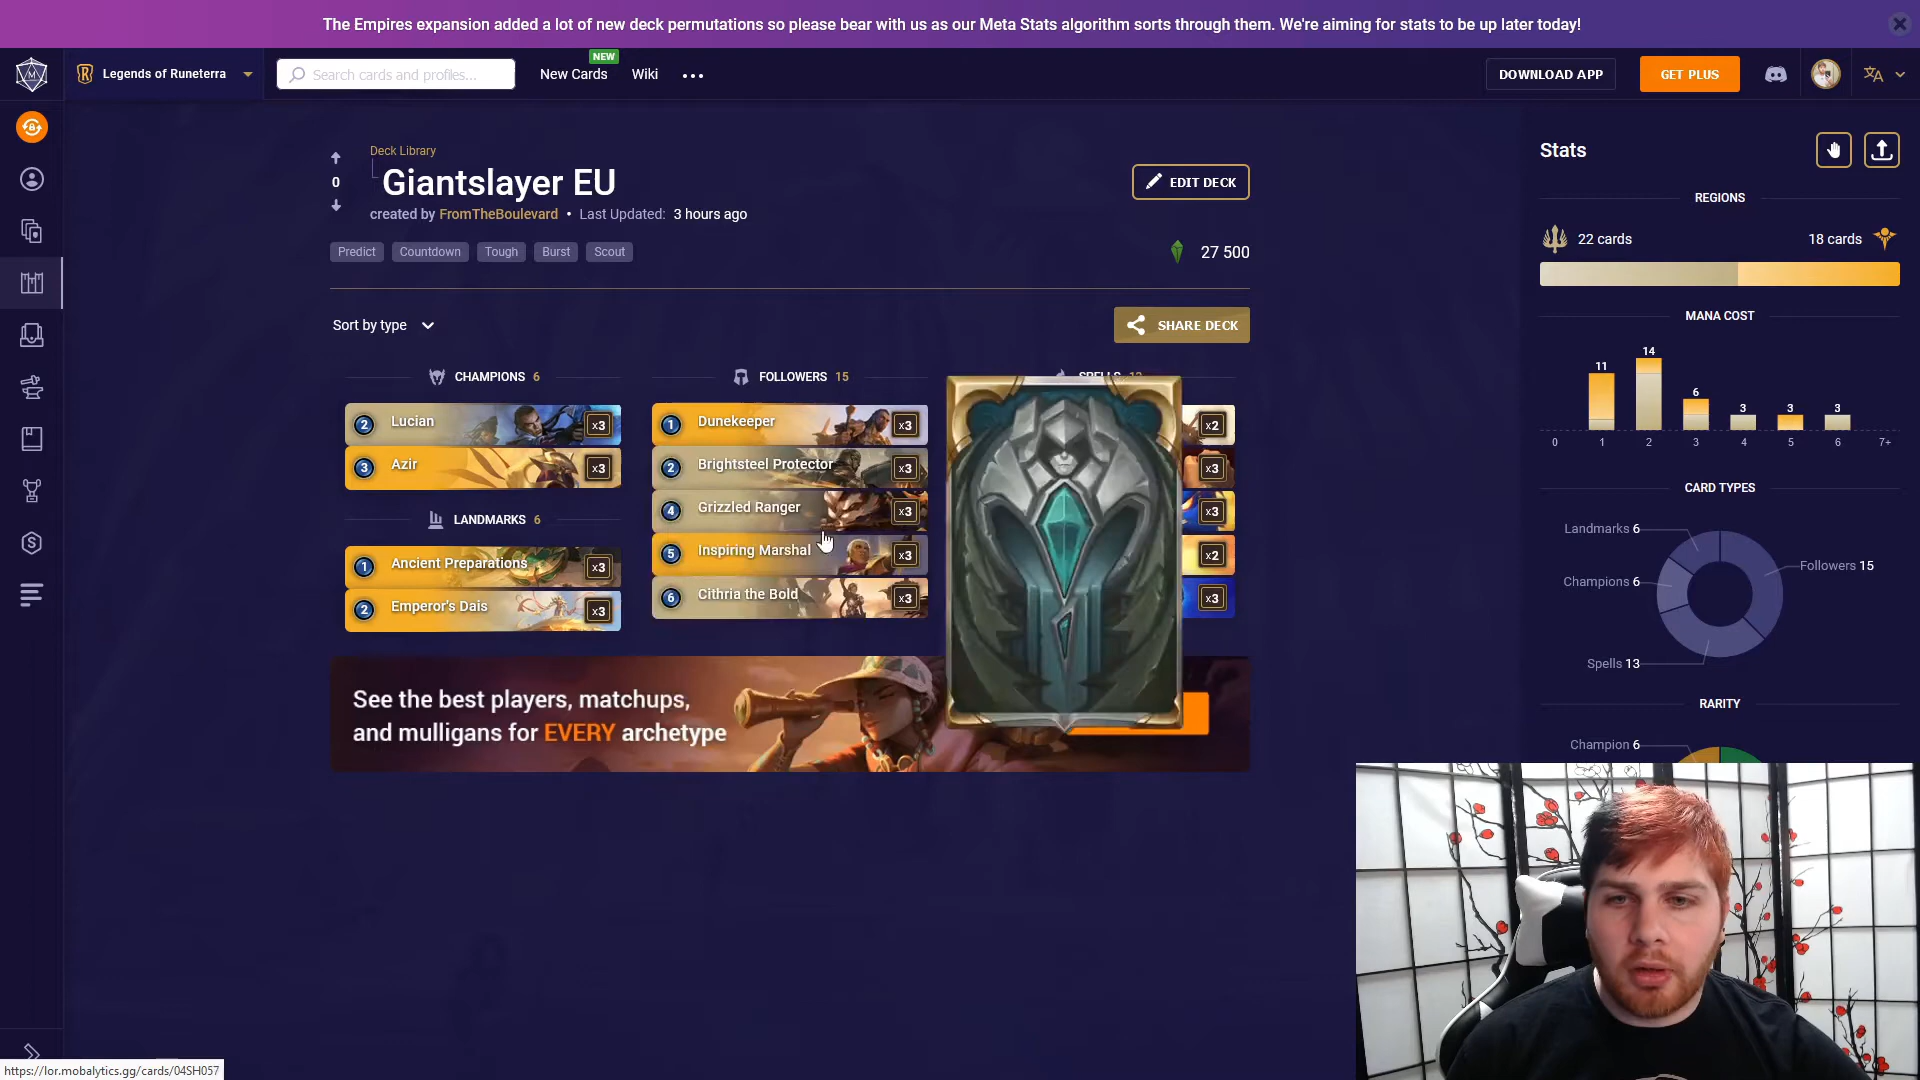 The Empires expansion added a lot of new deck permutations so please bear with us as our Meta Stats algorithm sorts through them. We're aiming for stats to be up later today!
Legends of Runeterra
Search cards and profiles...
NEW
New Cards
Wiki
DOWNLOAD APP
GET PLUS
Deck Library
0
Giantslayer EU
EDIT DECK
created by FromTheBoulevard • Last Updated: 3 hours ago
Predict
Countdown
Tough
Burst
Scout
27 500
Sort by type
SHARE DECK
CHAMPIONS 6
2 Lucian x3
3 Azir x3
LANDMARKS 6
1 Ancient Preparations x3
2 Emperor's Dais x3
FOLLOWERS 15
1 Dunekeeper x3
2 Brightsteel Protector x3
4 Grizzled Ranger x3
5 Inspiring Marshal x3
6 Cithria the Bold x3
SPELLS 13
x2
x3
x3
x2
x3
See the best players, matchups,
and mulligans for EVERY archetype
Stats
REGIONS
22 cards
18 cards
MANA COST
11
14
6
3
3
3
0 1 2 3 4 5 6 7+
CARD TYPES
Landmarks 6
Followers 15
Champions 6
Spells 13
RARITY
Champion 6
https://lor.mobalytics.gg/cards/04SH057